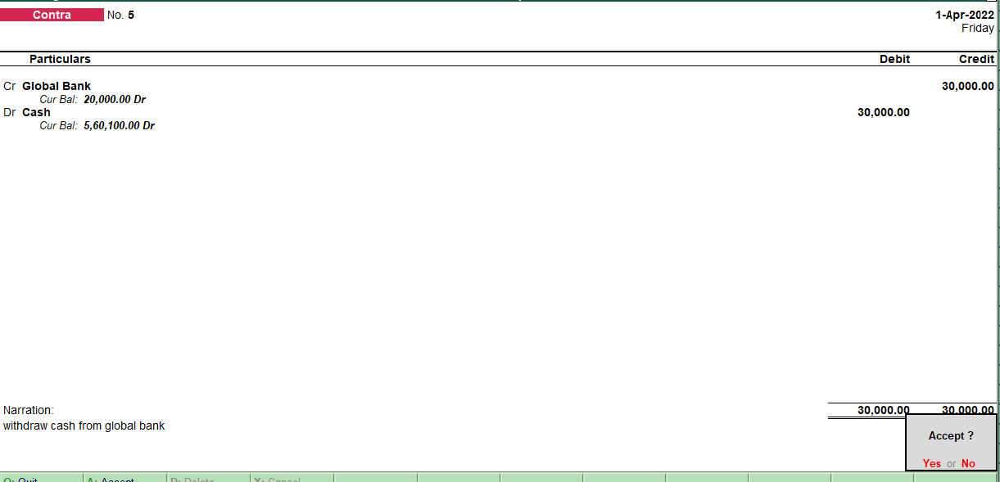 Contra No. 5 1-Apr-2022
Friday
Particulars Debit Credit
Cr Global Bank 30,000.00
Cur Bal: 20,000.00 Dr
Dr Cash 30,000.00
Cur Bal: 5,60,100.00 Dr
Narration: 30,000.00 30,000.00
withdraw cash from global bank
Accept ?
Yes or No
Q: Quit A: Accept D: Delete X: Cancel